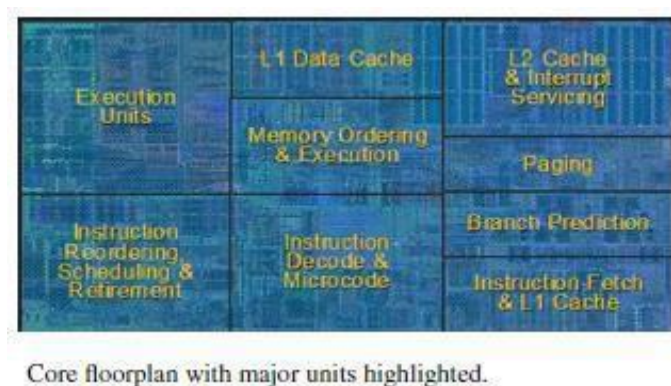 Execution
Units
L1 Data Cache
L2 Cache
& Interrupt
Servicing
Memory Ordering
& Execution
Paging
Instruction
Reordering,
Scheduling &
Retirement
Instruction
Decode &
Microcode
Branch Prediction
Instruction Fetch
& L1 Cache
Core floorplan with major units highlighted.